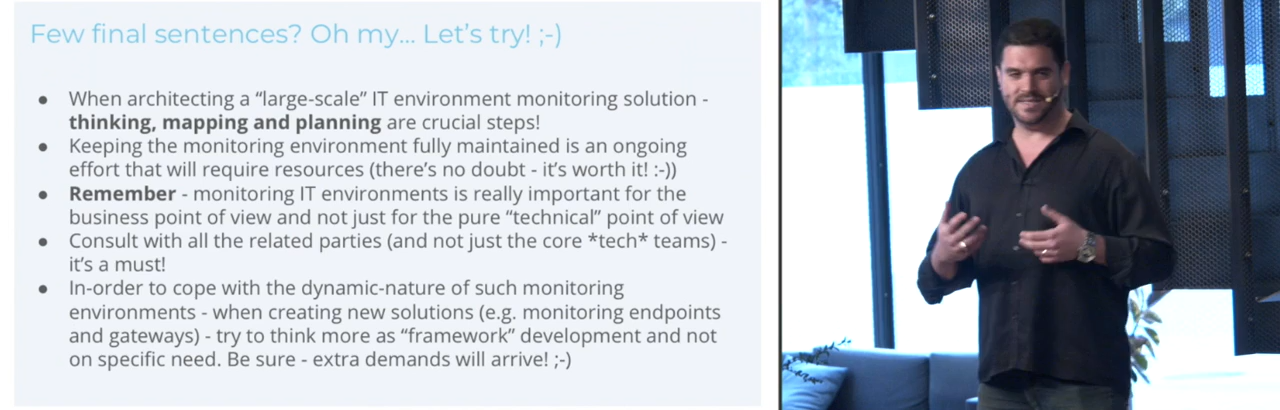 Few final sentences? Oh my... Let's try! ;-)
● When architecting a “large-scale” IT environment monitoring solution -
thinking, mapping and planning are crucial steps!
● Keeping the monitoring environment fully maintained is an ongoing
effort that will require resources (there’s no doubt - it’s worth it! :-))
● Remember - monitoring IT environments is really important for the
business point of view and not just for the pure “technical” point of view
● Consult with all the related parties (and not just the core *tech* teams) -
it’s a must!
● In-order to cope with the dynamic-nature of such monitoring
environments - when creating new solutions (e.g. monitoring endpoints
and gateways) - try to think more as “framework” development and not
on specific need. Be sure - extra demands will arrive! ;-)